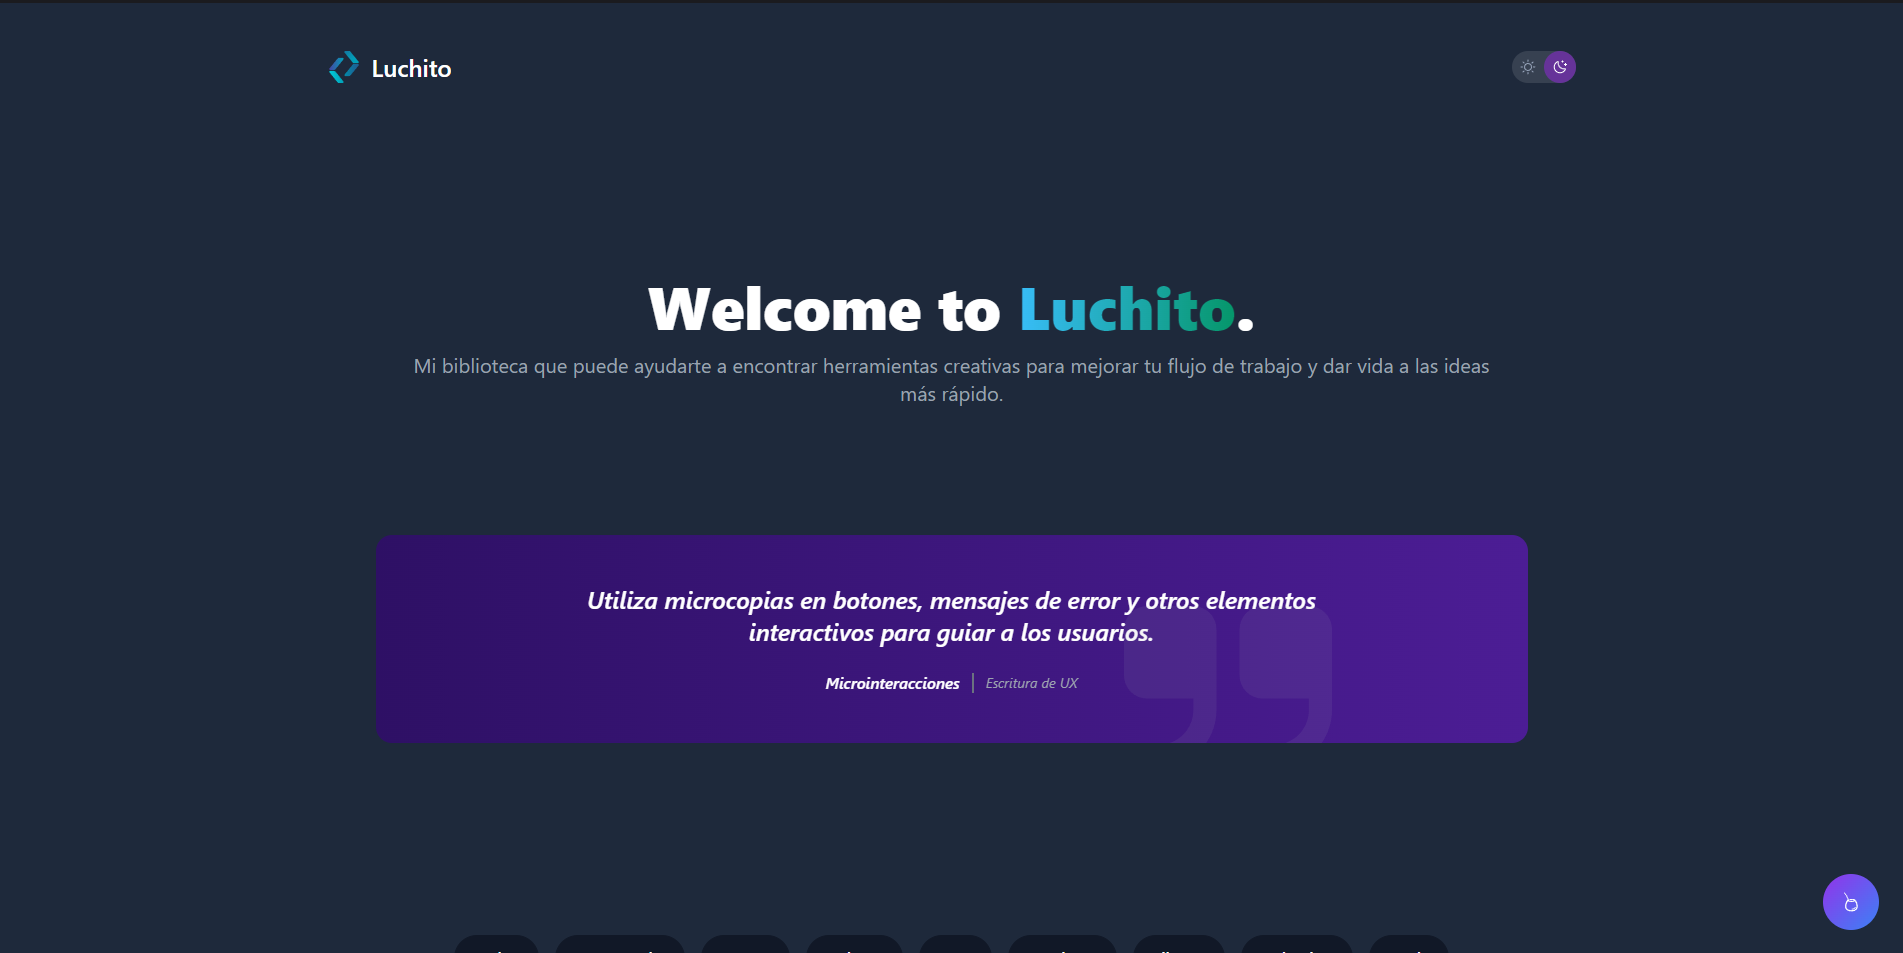 Luchito
Welcome to Luchito.
Mi biblioteca que puede ayudarte a encontrar herramientas creativas para mejorar tu flujo de trabajo y dar vida a las ideas
más rápido.
Utiliza microcopias en botones, mensajes de error y otros elementos
interactivos para guiar a los usuarios.
Microinteracciones | Escritura de UX